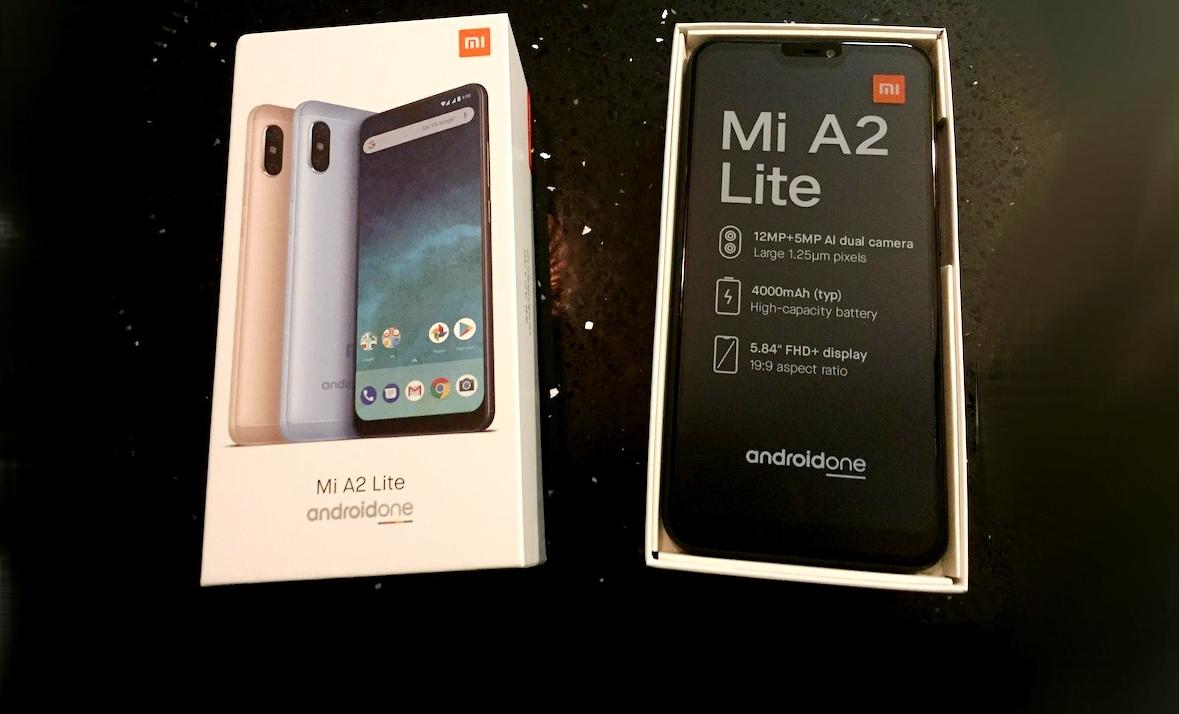 mi
Mi A2 Lite
androidone
mi
Mi A2
Lite
12MP+5MP AI dual camera
Large 1.25µm pixels
4000mAh (typ)
High-capacity battery
5.84" FHD+ display
19:9 aspect ratio
androidone